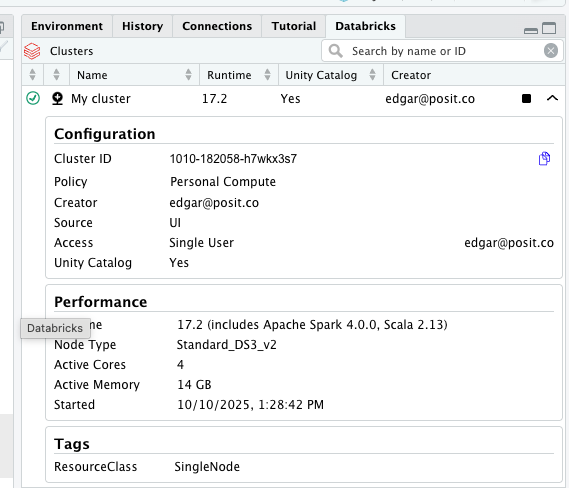 Environment History Connections Tutorial Databricks
Clusters Search by name or ID
Name Runtime Unity Catalog Creator
My cluster 17.2 Yes edgar@posit.co
Configuration
Cluster ID 1010-182058-h7wkx3s7
Policy Personal Compute
Creator edgar@posit.co
Source UI
Access Single User edgar@posit.co
Unity Catalog Yes
Performance
me 17.2 (includes Apache Spark 4.0.0, Scala 2.13)
Databricks
Node Type Standard_DS3_v2
Active Cores 4
Active Memory 14 GB
Started 10/10/2025, 1:28:42 PM
Tags
ResourceClass SingleNode